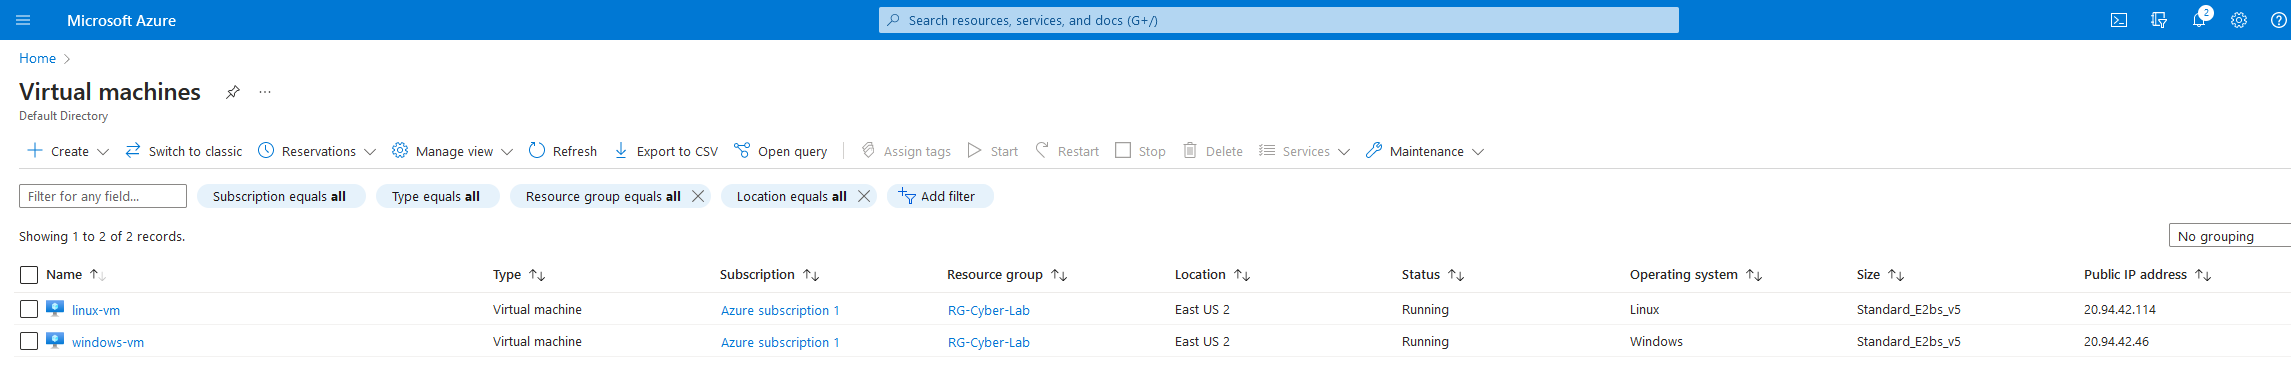 Microsoft Azure
Search resources, services, and docs (G+/)
2
Home
Virtual machines
Default Directory
Create Switch to classic Reservations Manage view Refresh Export to CSV Open query Assign tags Start Restart Stop Delete Services Maintenance
Filter for any field... Subscription equals all Type equals all Resource group equals all Location equals all Add filter
Showing 1 to 2 of 2 records.
No grouping
Name Type Subscription Resource group Location Status Operating system Size Public IP address
linux-vm Virtual machine Azure subscription 1 RG-Cyber-Lab East US 2 Running Linux Standard_E2bs_v5 20.94.42.114
windows-vm Virtual machine Azure subscription 1 RG-Cyber-Lab East US 2 Running Windows Standard_E2bs_v5 20.94.42.46